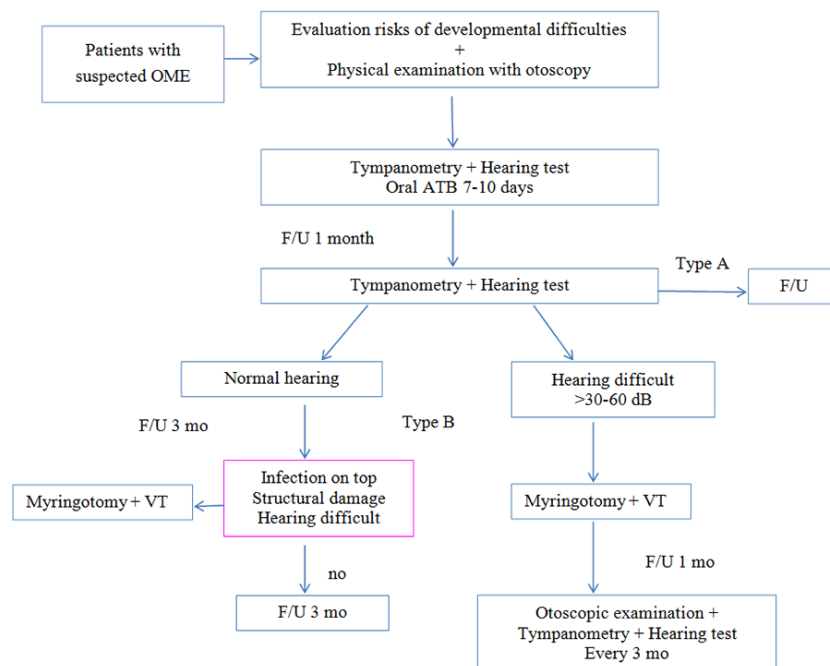 Patients with
suspected OME
Evaluation risks of developmental difficulties
+
Physical examination with otoscopy
Tympanometry + Hearing test
Oral ATB 7-10 days
F/U 1 month
Tympanometry + Hearing test
Type A
F/U
Normal hearing
Hearing difficult
>30-60 dB
F/U 3 mo
Type B
Infection on top
Structural damage
Hearing difficult
Myringotomy + VT
Myringotomy + VT
no
F/U 3 mo
F/U 1 mo
Otoscopic examination +
Tympanometry + Hearing test
Every 3 mo